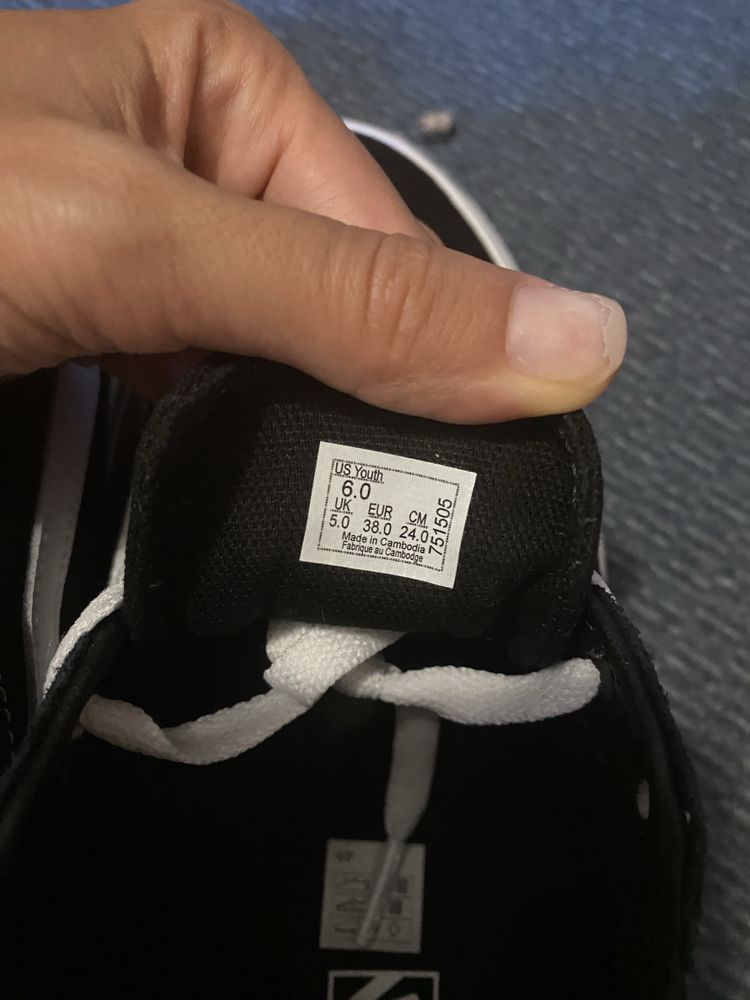 US Youth
6.0
UK EUR CM
5.0 38.0 24.0
Made in Cambodia
Fabrique au Cambodge
751505